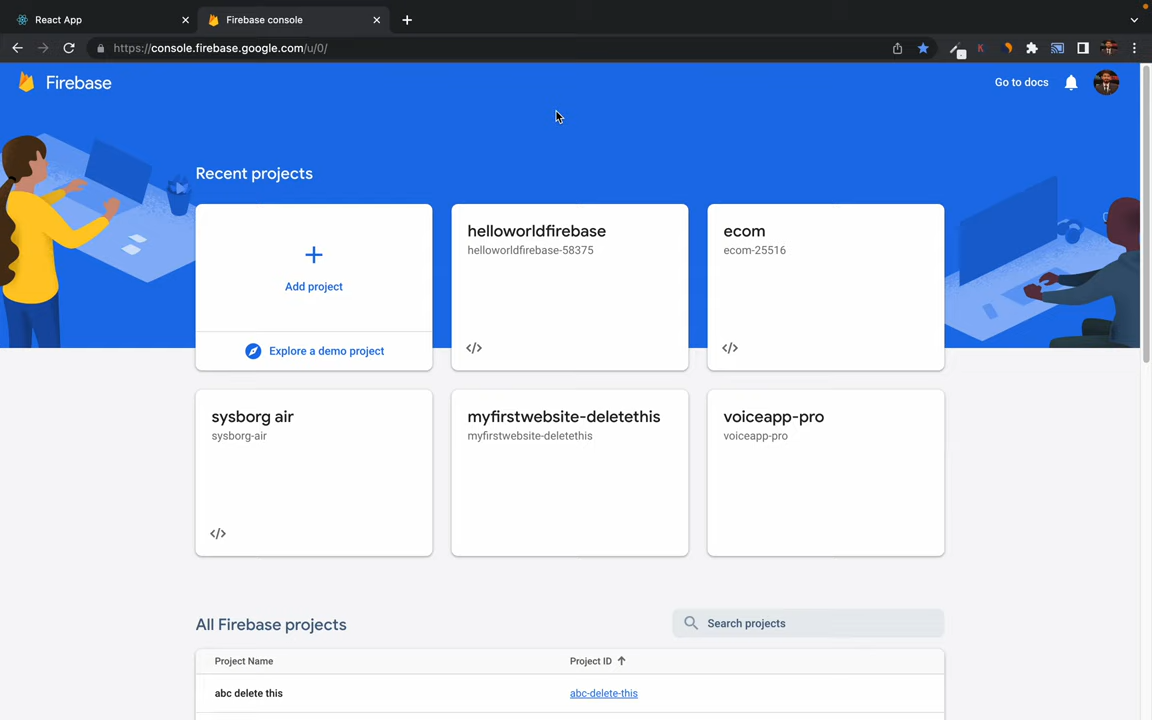 React App
Firebase console
https://console.firebase.google.com/u/0/
K
Firebase
Go to docs
Recent projects
Add project
Explore a demo project
helloworldfirebase
helloworldfirebase-58375
</>
ecom
ecom-25516
</>
sysborg air
sysborg-air
</>
myfirstwebsite-deletethis
myfirstwebsite-deletethis
voiceapp-pro
voiceapp-pro
All Firebase projects
Search projects
Project Name
Project ID
abc delete this
abc-delete-this